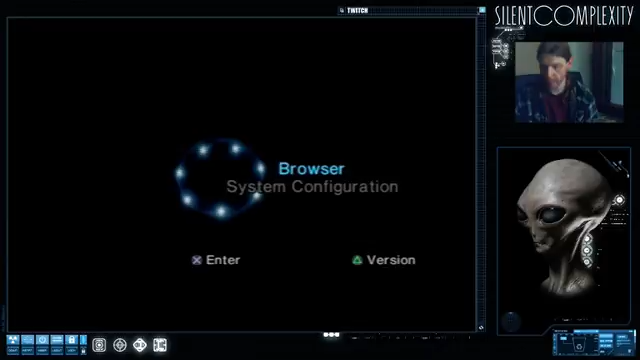 TWITCH
SILENTCOMPLEXITY
Browser
System Configuration
Enter
Version